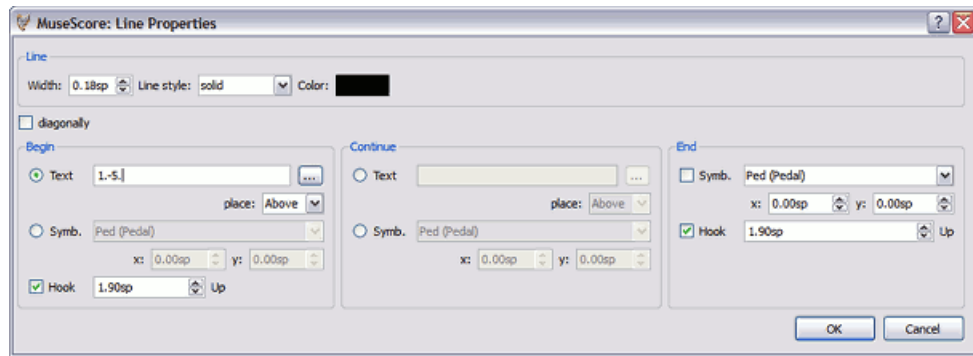 MuseScore: Line Properties
Line
Width: 0.18sp Line style: solid Color:
diagonally
Begin
Text 1.-5. ...
place: Above
Symb. Ped (Pedal)
x: 0.00sp y: 0.00sp
Hook 1.90sp Up
Continue
Text ...
place: Above
Symb. Ped (Pedal)
x: 0.00sp y: 0.00sp
End
Symb. Ped (Pedal)
x: 0.00sp y: 0.00sp
Hook 1.90sp Up
OK Cancel